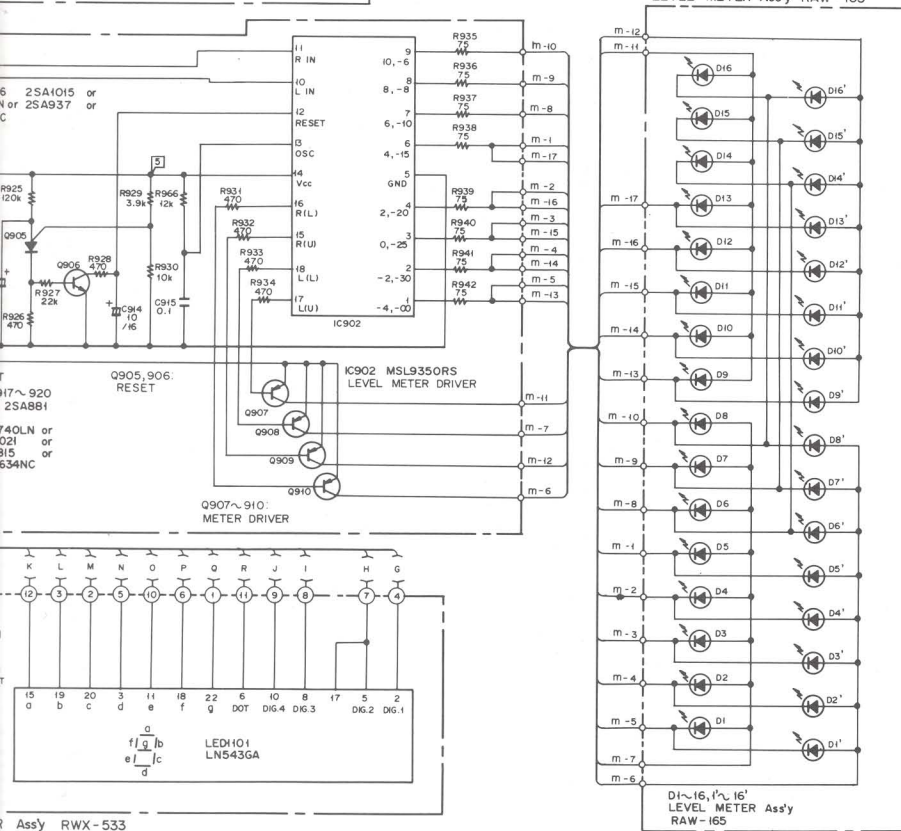 LEVEL METER Ass'y RAW-165
6 2SA1015 or
N or 2SA937 or
C
11
R IN
10
L IN
12
RESET
13
OSC
14
Vcc
16
R(L)
15
R(U)
18
L(L)
17
L(U)
9
10,-6
8
8,-8
7
6,-10
6
4,-15
5
GND
4
2,-20
3
0,-25
2
-2,-30
1
-4,-∞
IC902
R935
75
R936
75
R937
75
R938
75
R939
75
R940
75
R941
75
R942
75
m-10
m-9
m-8
m-1
m-17
m-2
m-16
m-3
m-15
m-4
m-14
m-5
m-13
m-11
m-7
m-12
m-6
5
R925
120k
R929
3.9k
R966
12k
R931
470
R932
470
R933
470
R934
470
Q905
Q906
R928
470
R930
10k
R927
22k
R926
470
+
C914
10
/16
C915
0.1
+
Q905,906:
RESET
IC902 MSL9350RS
LEVEL METER DRIVER
T
917~920
2SA881
740LN or
021 or
815 or
634NC
Q907
Q908
Q909
Q910
Q907~910:
METER DRIVER
K L M N O P Q R J I H G
12 3 2 5 10 6 1 11 9 8 7 4
15 19 20 3 11 18 22 6 10 8 17 5 2
a b c d e f g DOT DIG.4 DIG.3 DIG.2 DIG.1
T
a
f g b
e c
d
LED1101
LN543GA
R Ass'y RWX-533
m-12
m-11
m-17
m-16
m-15
m-14
m-13
m-10
m-9
m-8
m-1
m-2
m-3
m-4
m-5
m-7
m-6
D16
D16'
D15
D15'
D14
D14'
D13
D13'
D12
D12'
D11
D11'
D10
D10'
D9
D9'
D8
D8'
D7
D7'
D6
D6'
D5
D5'
D4
D4'
D3
D3'
D2
D2'
D1
D1'
D1~16,1'~16'
LEVEL METER Ass'y
RAW-165